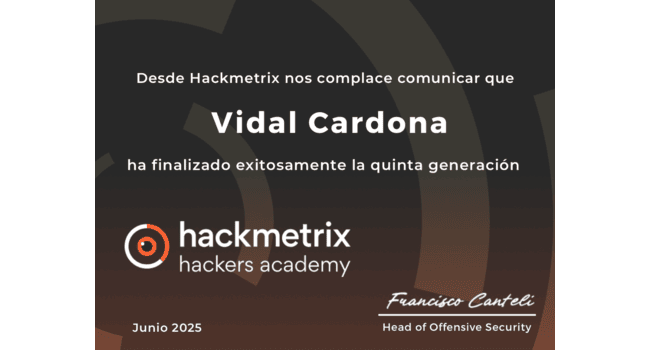 Desde Hackmetrix nos complace comunicar que
Vidal Cardona
ha finalizado exitosamente la quinta generación
hackmetrix
hackers academy
Francisco Canteli
Head of Offensive Security
Junio 2025